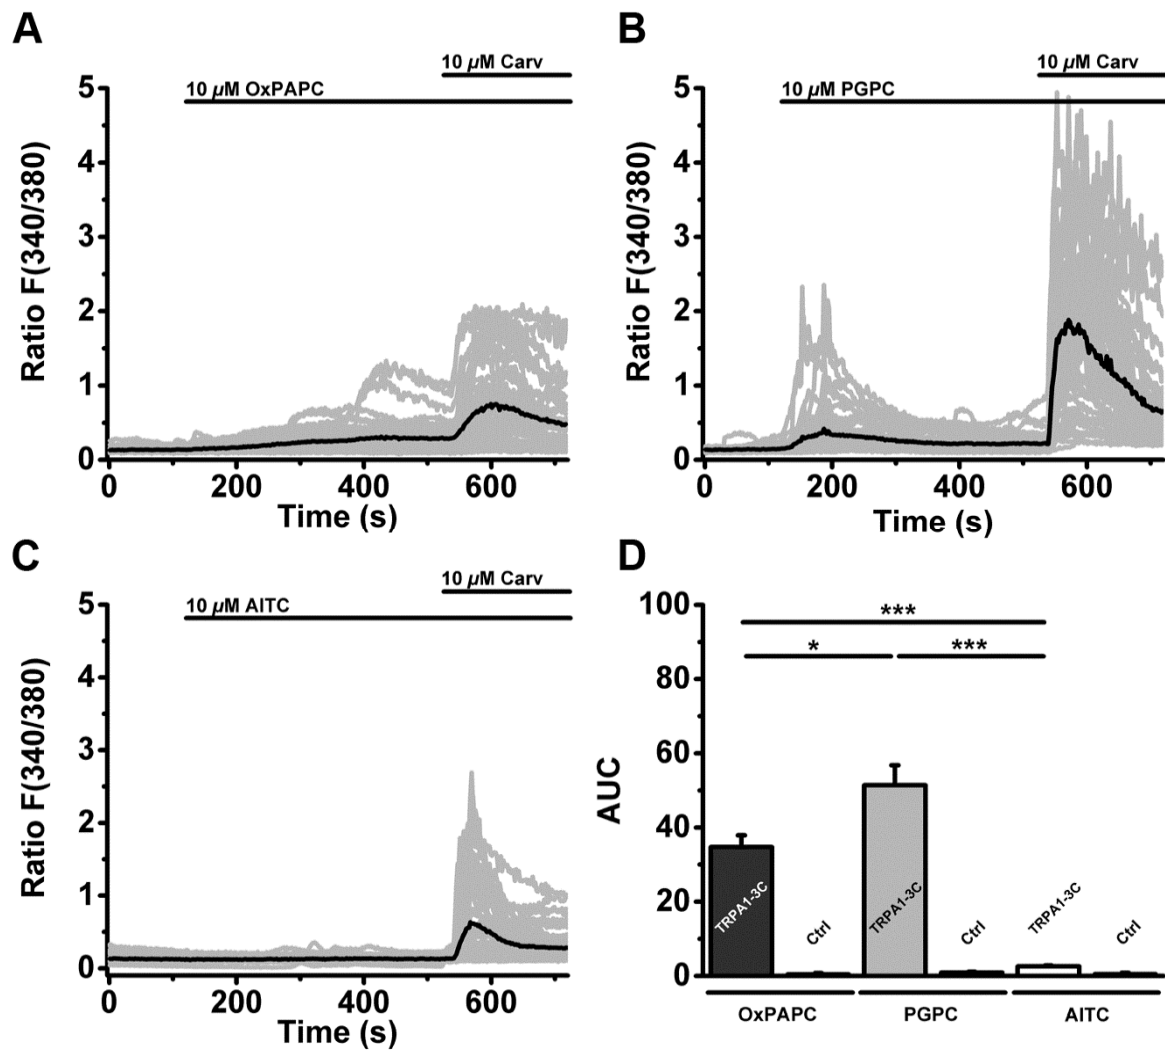 A
10 µM Carv
10 µM OxPAPC
5
4
3
2
1
0
Ratio F(340/380)
0
200
400
600
Time (s)
B
10 µM Carv
10 µM PGPC
5
4
3
2
1
0
Ratio F(340/380)
0
200
400
600
Time (s)
C
10 µM Carv
10 µM AITC
5
4
3
2
1
0
Ratio F(340/380)
0
200
400
600
Time (s)
D
100
80
60
40
20
0
AUC
***
*
***
TRPA1-3C
Ctrl
TRPA1-3C
Ctrl
TRPA1-3C
Ctrl
OxPAPC
PGPC
AITC